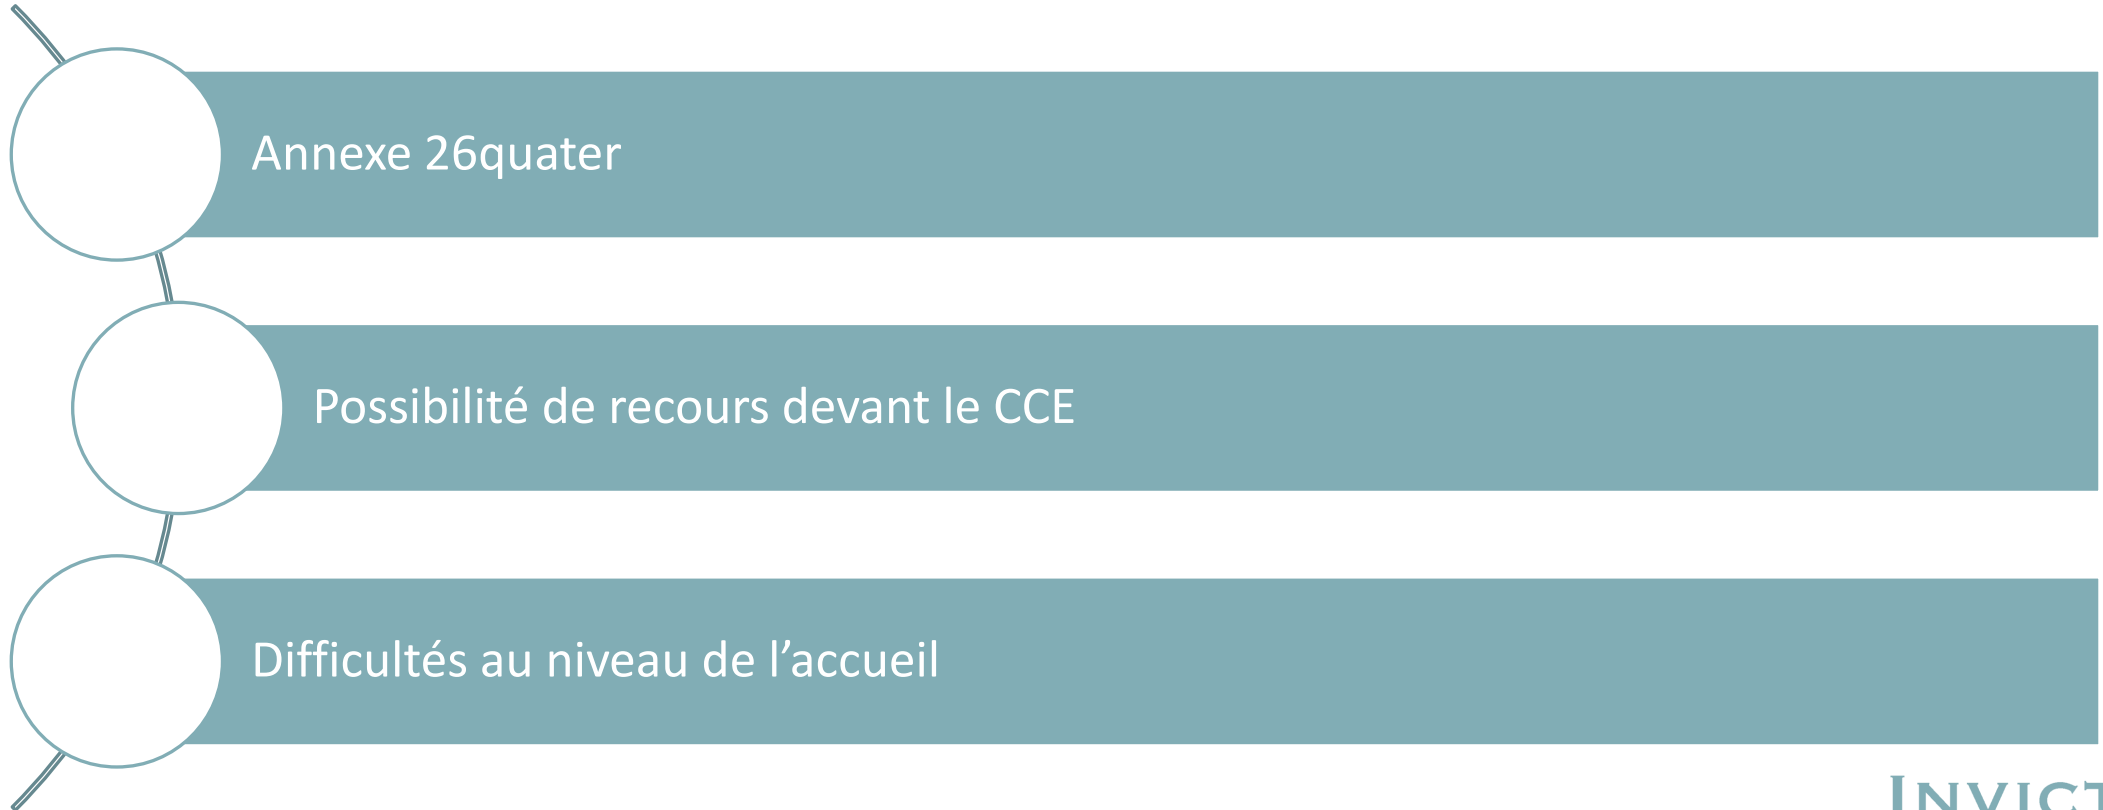 Annexe 26quater
Possibilité de recours devant le CCE
Difficultés au niveau de l’accueil